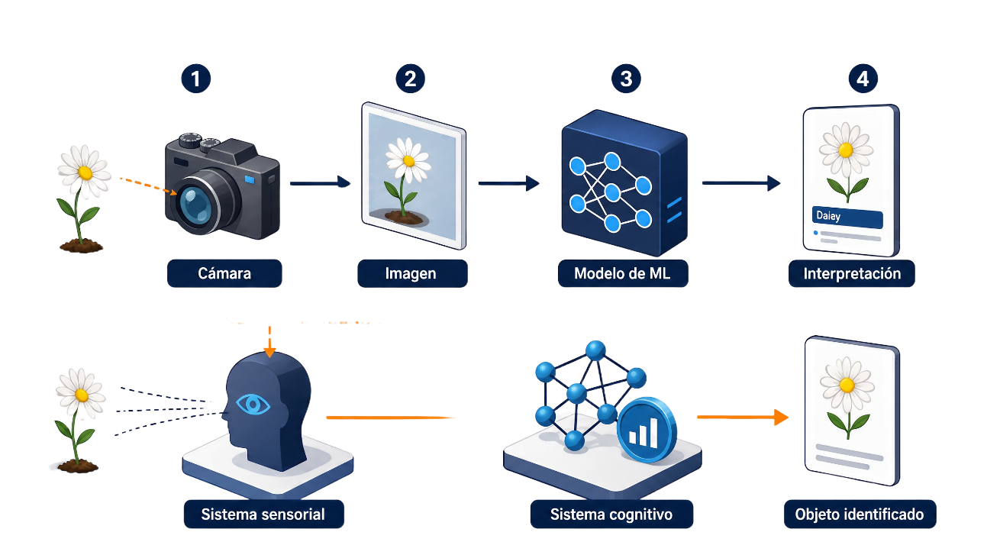 1
2
3
4
Daiey
Cámara
Imagen
Modelo de ML
Interpretación
Sistema sensorial
Sistema cognitivo
Objeto identificado